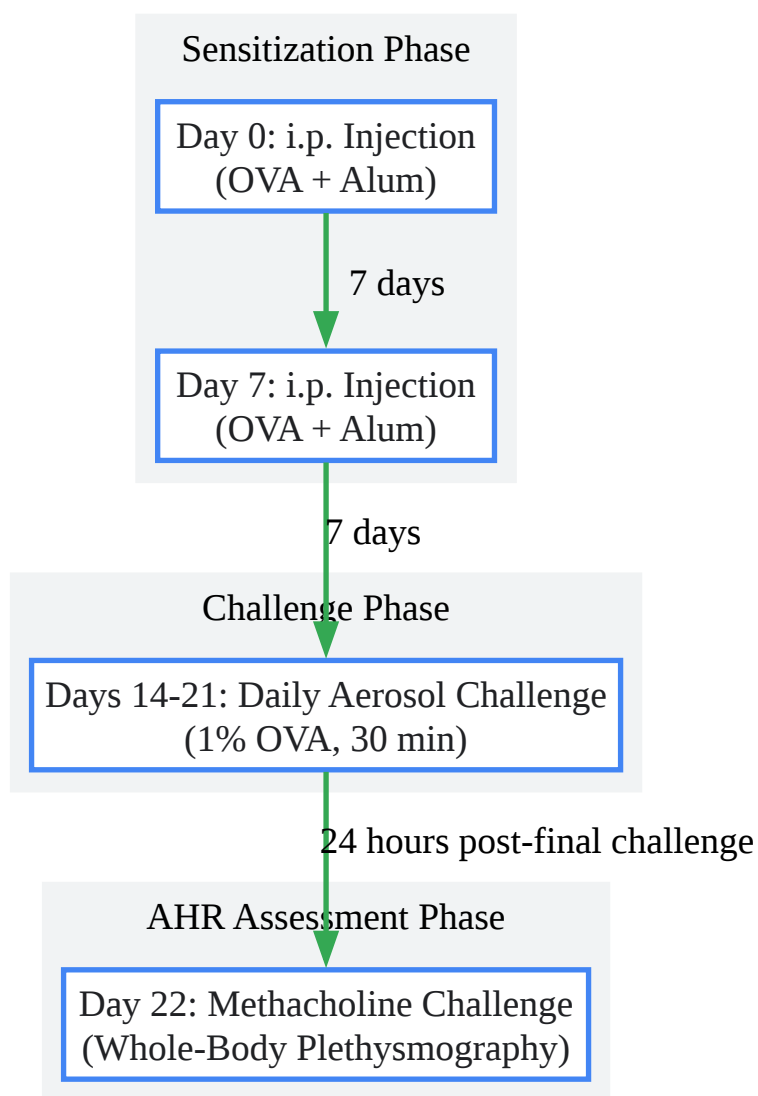 Sensitization Phase
Day 0: i.p. Injection
(OVA + Alum)
7 days
Day 7: i.p. Injection
(OVA + Alum)
7 days
Challenge Phase
Days 14-21: Daily Aerosol Challenge
(1% OVA, 30 min)
24 hours post-final challenge
AHR Assessment Phase
Day 22: Methacholine Challenge
(Whole-Body Plethysmography)